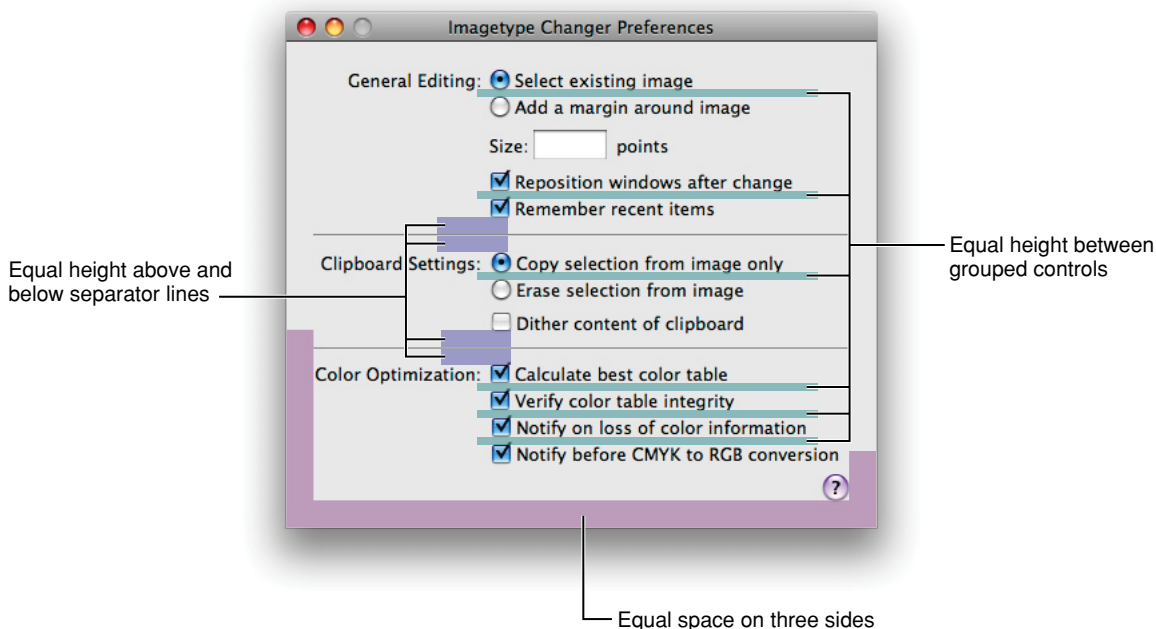 Imagetype Changer Preferences
General Editing: Select existing image
Add a margin around image
Size: points
Reposition windows after change
Remember recent items
Equal height between
grouped controls
Equal height above and
below separator lines
Clipboard Settings: Copy selection from image only
Erase selection from image
Dither content of clipboard
Color Optimization: Calculate best color table
Verify color table integrity
Notify on loss of color information
Notify before CMYK to RGB conversion
?
Equal space on three sides